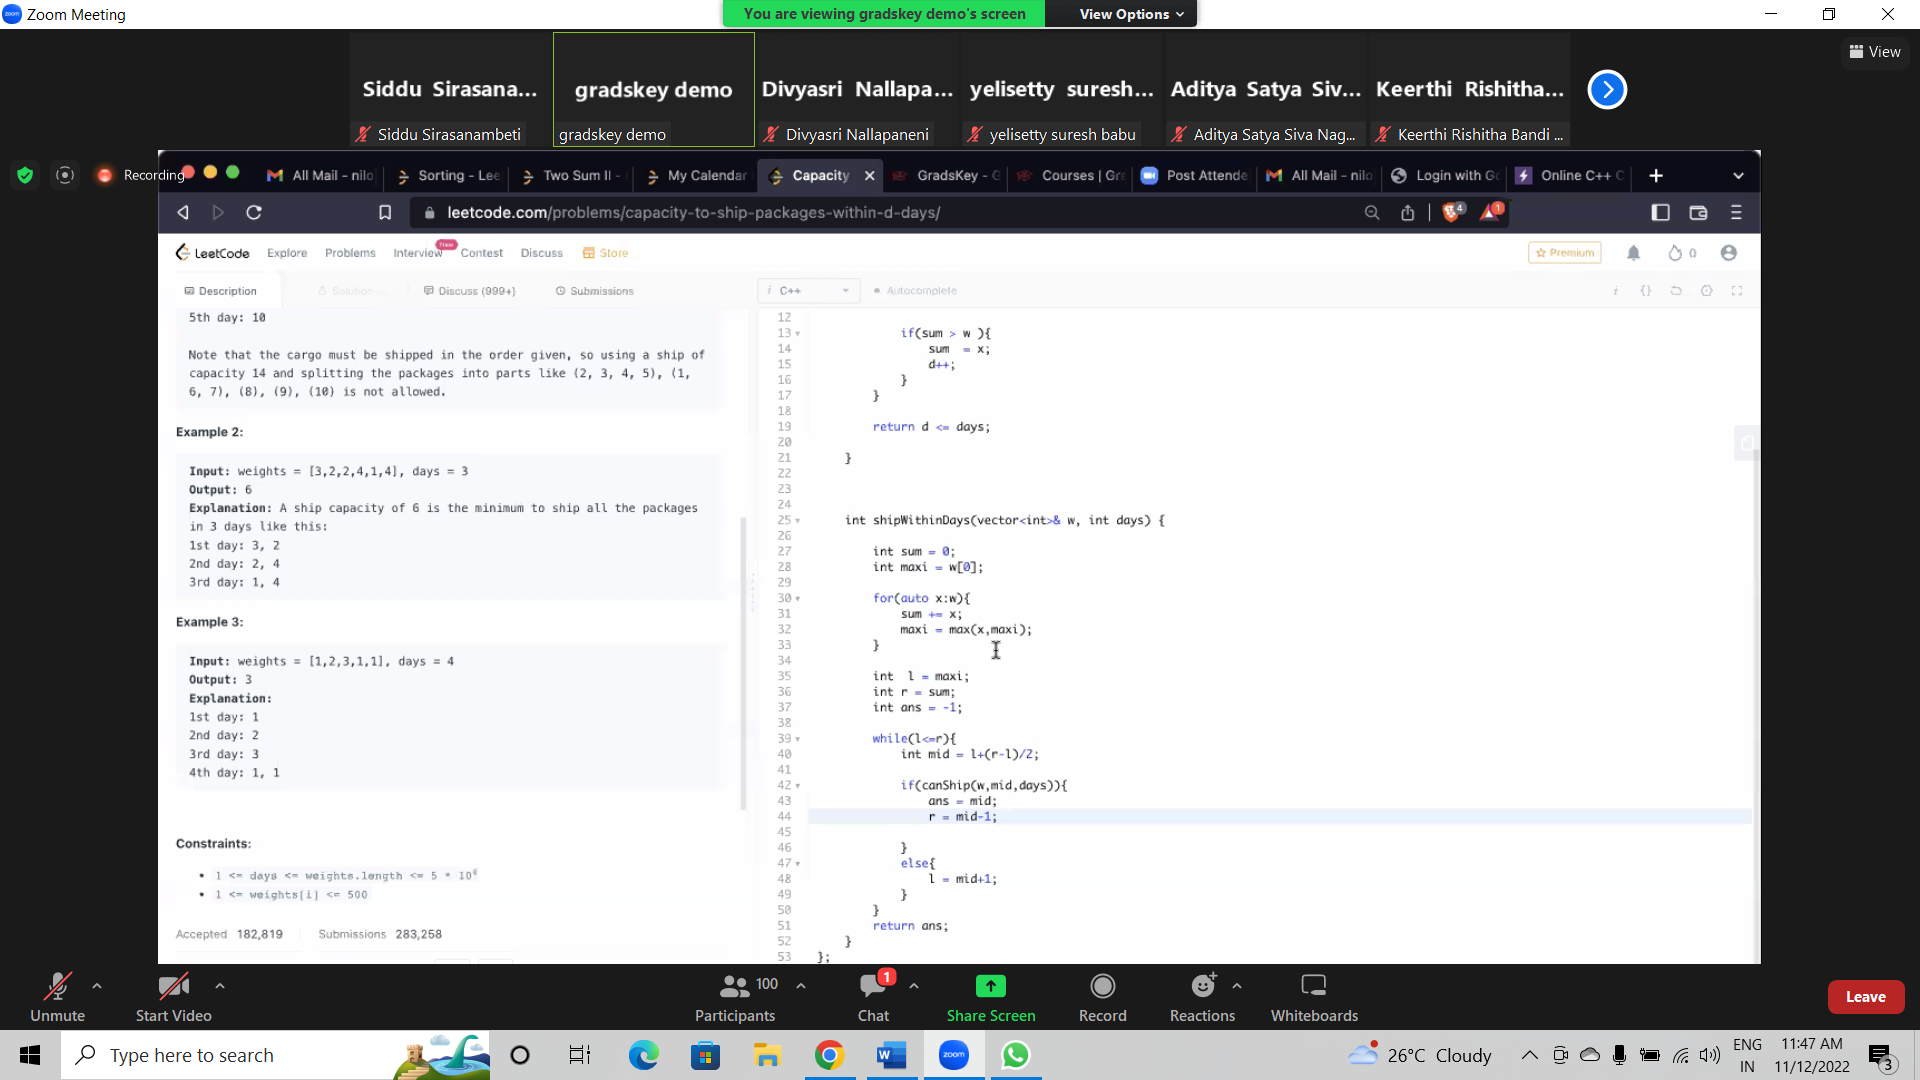 Zoom Meeting
You are viewing gradskey demo's screen
View Options
View
Siddu Sirasana...
gradskey demo
Divyasri Nallapa...
yelisetty suresh...
Aditya Satya Siv...
Keerthi Rishitha...
Siddu Sirasanambeti
gradskey demo
Divyasri Nallapaneni
yelisetty suresh babu
Aditya Satya Siva Nag...
Keerthi Rishitha Bandi ...
Recording
All Mail - nilo
Sorting - Lee
Two Sum II -
My Calendar
Capacity
GradsKey - G
Courses | Gra
Post Attende
All Mail - nilo
Login with Go
Online C++ C
leetcode.com/problems/capacity-to-ship-packages-within-d-days/
4
1
LeetCode
Explore
Problems
Interview
New
Contest
Discuss
Store
Premium
0
Description
Solution
Discuss (999+)
Submissions
i C++
Autocomplete
5th day: 10
Note that the cargo must be shipped in the order given, so using a ship of
capacity 14 and splitting the packages into parts like (2, 3, 4, 5), (1,
6, 7), (8), (9), (10) is not allowed.
Example 2:
Input: weights = [3,2,2,4,1,4], days = 3
Output: 6
Explanation: A ship capacity of 6 is the minimum to ship all the packages
in 3 days like this:
1st day: 3, 2
2nd day: 2, 4
3rd day: 1, 4
Example 3:
Input: weights = [1,2,3,1,1], days = 4
Output: 3
Explanation:
1st day: 1
2nd day: 2
3rd day: 3
4th day: 1, 1
Constraints:
1 <= days <= weights.length <= 5 * 10⁴
1 <= weights[i] <= 500
Accepted 182,819
Submissions 283,258
12
13 if(sum > w ){
14 sum = x;
15 d++;
16 }
17 }
18
19 return d <= days;
20
21 }
22
23
24
25 int shipWithinDays(vector<int>& w, int days) {
26
27 int sum = 0;
28 int maxi = w[0];
29
30 for(auto x:w){
31 sum += x;
32 maxi = max(x,maxi);
33 }
34
35 int l = maxi;
36 int r = sum;
37 int ans = -1;
38
39 while(l<=r){
40 int mid = l+(r-l)/2;
41
42 if(canShip(w,mid,days)){
43 ans = mid;
44 r = mid-1;
45
46 }
47 else{
48 l = mid+1;
49 }
50 }
51 return ans;
52 }
53 };
Unmute
Start Video
100
Participants
1
Chat
Share Screen
Record
Reactions
Whiteboards
Leave
Type here to search
zoom
26°C Cloudy
ENG
IN
11:47 AM
11/12/2022
3